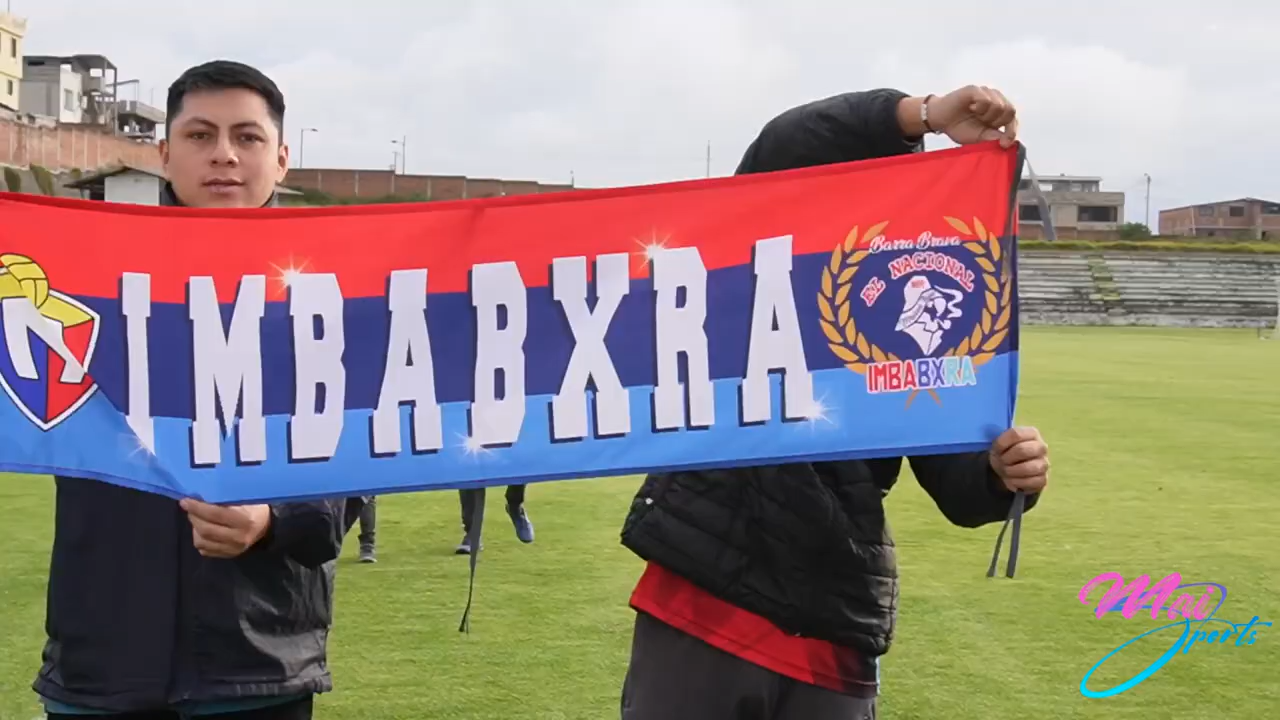 IMBABXRA
Barra Brava
EL NACIONAL
IMBABXRA
Mai
Sports